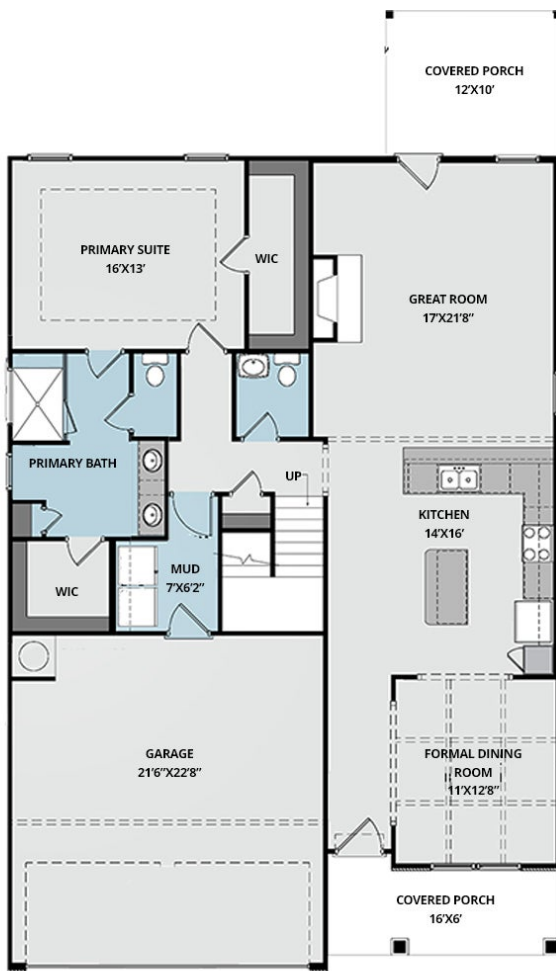 COVERED PORCH
12'X10'
PRIMARY SUITE
16'X13'
WIC
GREAT ROOM
17'X21'8"
PRIMARY BATH
UP
KITCHEN
14'X16'
MUD
7'X6'2"
WIC
GARAGE
21'6"X22'8"
FORMAL DINING
ROOM
11'X12'8"
COVERED PORCH
16'X6'